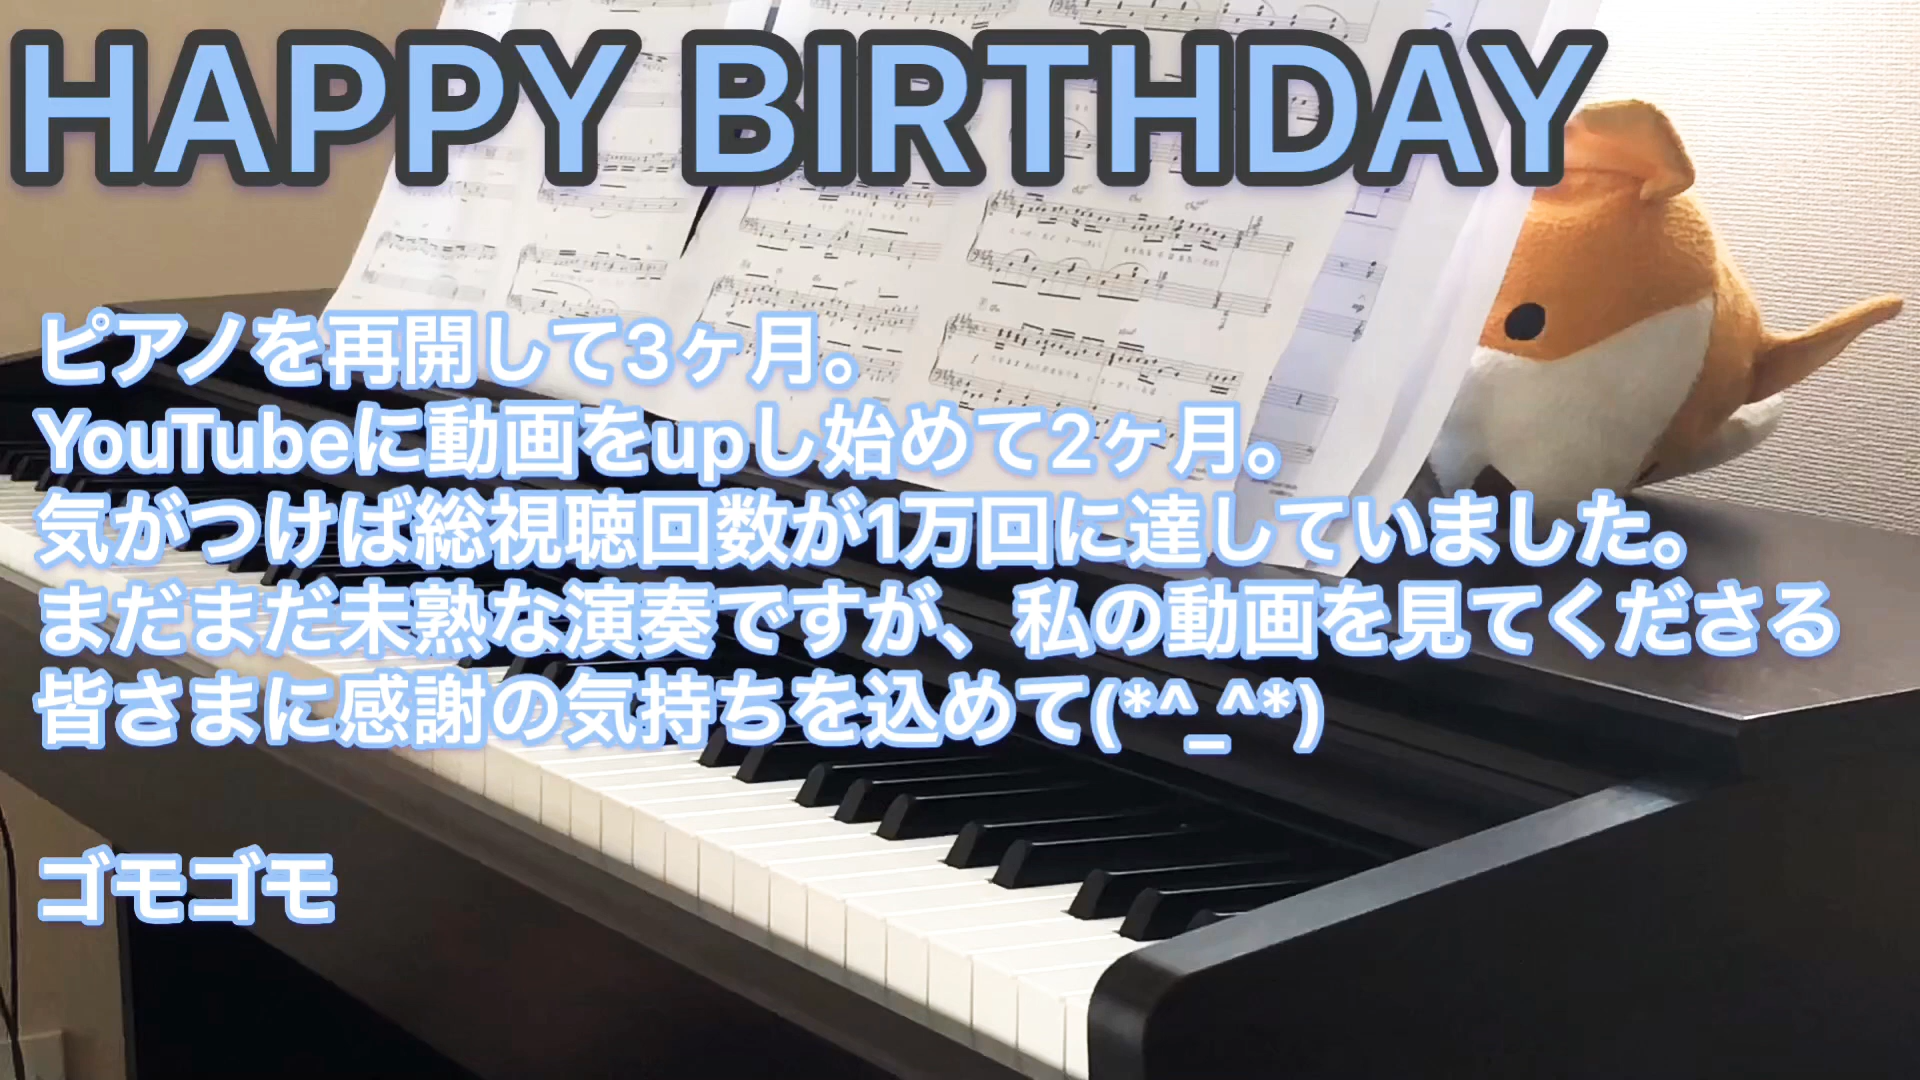 HAPPY BIRTHDAY
ピアノを再開して3ヶ月。
YouTubeに動画をupし始めて2ヶ月。
気がつけば総視聴回数が1万回に達していました。
まだまだ未熟な演奏ですが、私の動画を見てくださる
皆さまに感謝の気持ちを込めて(*^_^*)
ゴモゴモ